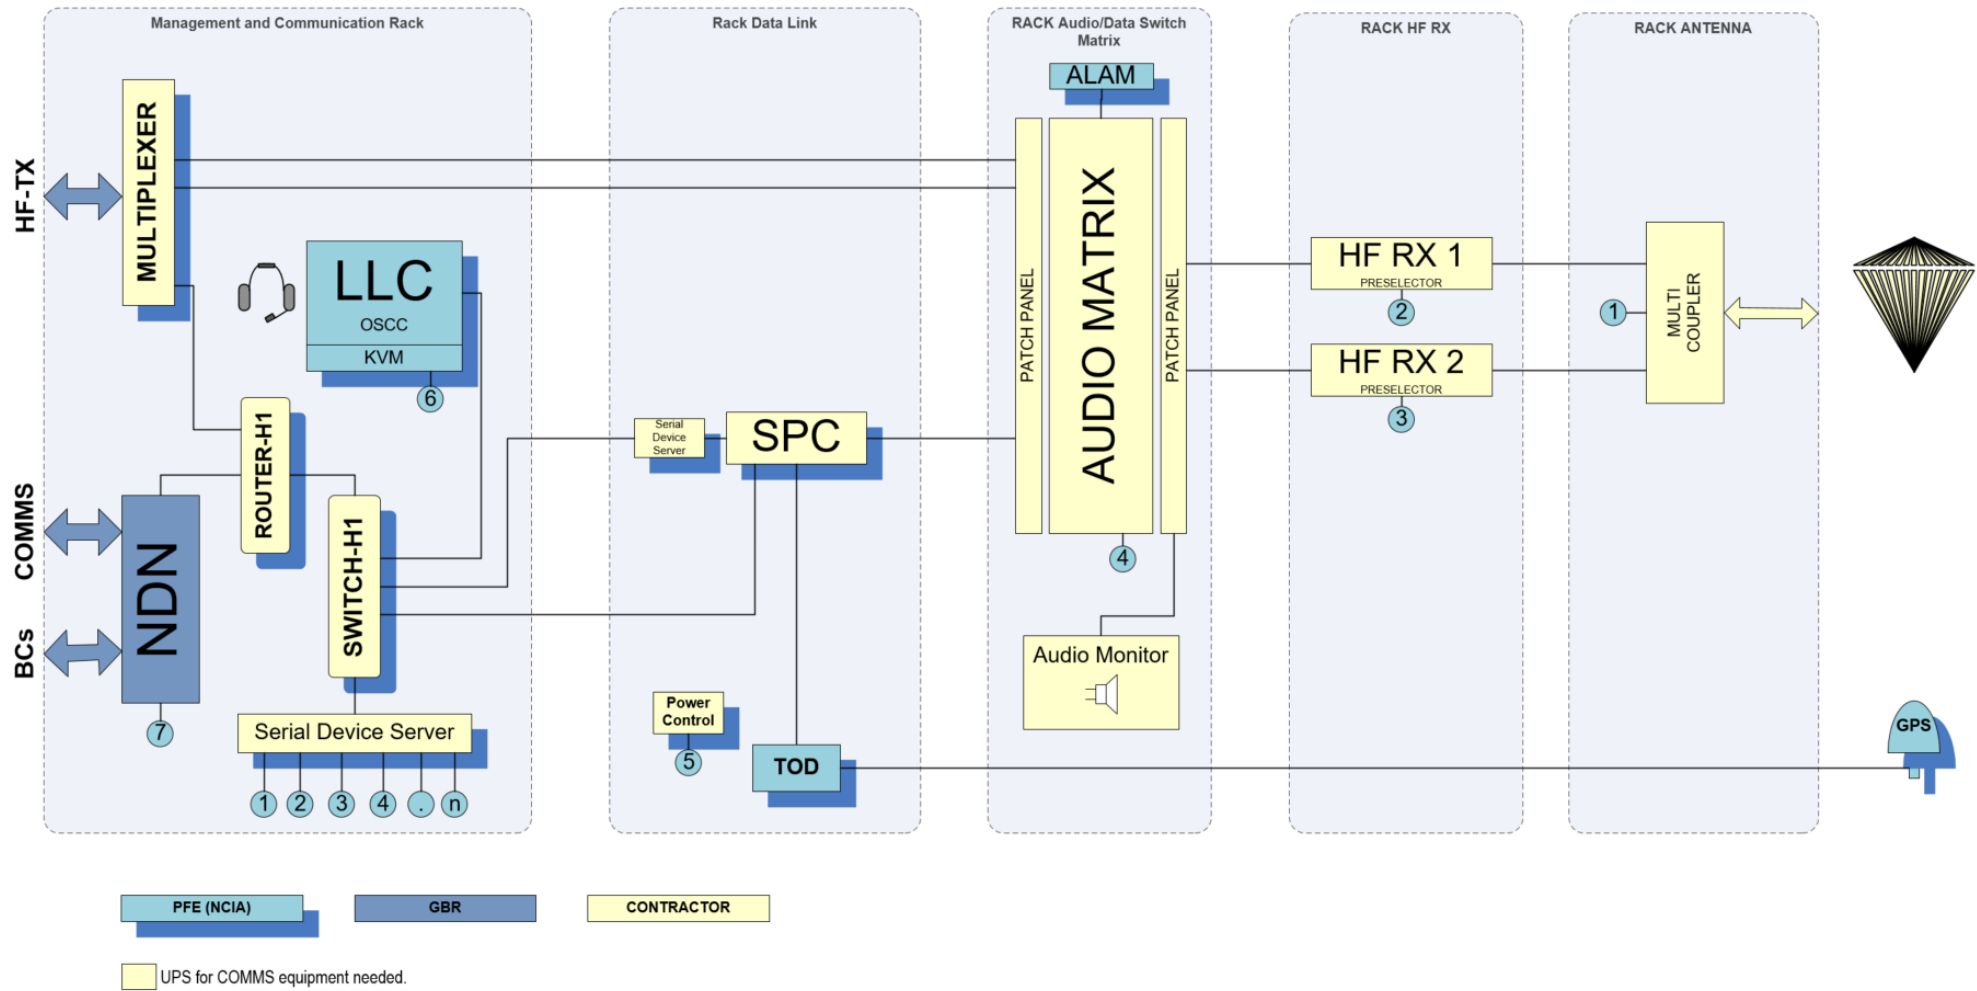 Management and Communication Rack
Rack Data Link
RACK Audio/Data Switch
Matrix
RACK HF RX
RACK ANTENNA
ALAM
MULTIPLEXER
HF-TX
LLC
OSCC
KVM
6
PATCH PANEL
AUDIO MATRIX
PATCH PANEL
4
HF RX 1
PRESELECTOR
2
HF RX 2
PRESELECTOR
3
1
MULTI
COUPLER
ROUTER-H1
Serial
Device
Server
SPC
COMMS
BCs
NDN
7
SWITCH-H1
Audio Monitor
Power
Control
5
TOD
GPS
Serial Device Server
1
2
3
4
.
n
PFE (NCIA)
GBR
CONTRACTOR
UPS for COMMS equipment needed.